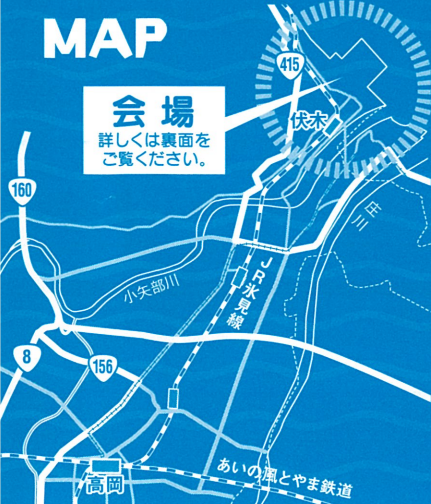 MAP
415
会場
詳しくは裏面を
ご覧ください。
伏木
160
庄川
小矢部川
JR氷見線
8
156
あいの風とやま鉄道
高岡